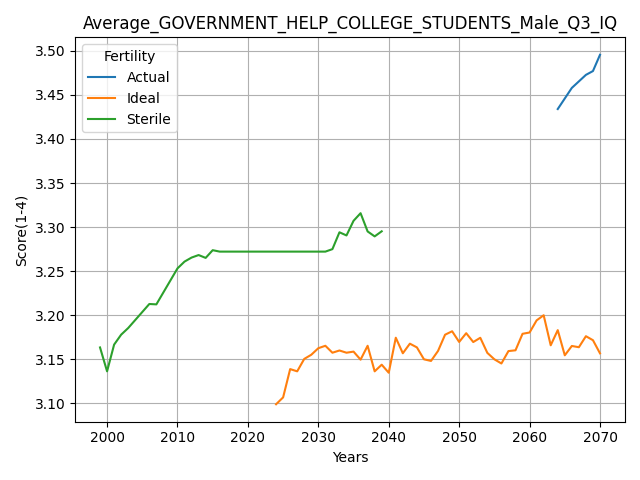 Average_GOVERNMENT_HELP_COLLEGE_STUDENTS_Male_Q3_IQ
Fertility
Actual
Ideal
Sterile
Score(1-4)
3.50
3.45
3.40
3.35
3.30
3.25
3.20
3.15
3.10
2000 2010 2020 2030 2040 2050 2060 2070
Years